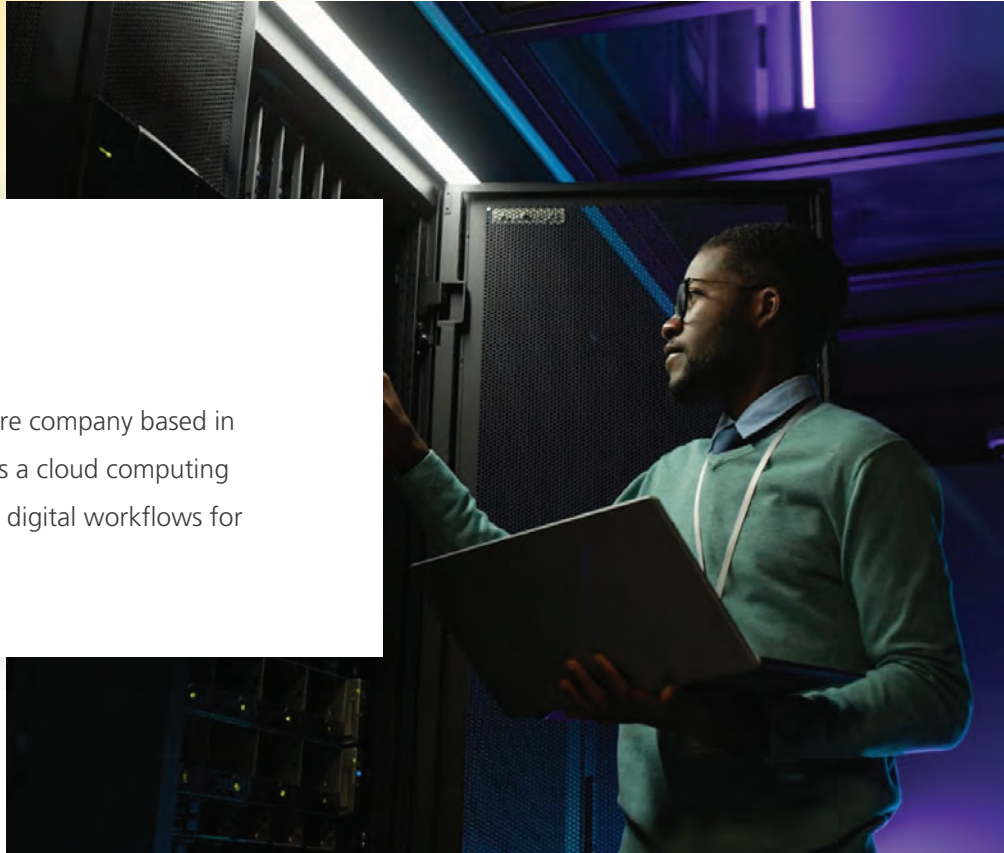 re company based in
s a cloud computing
digital workflows for